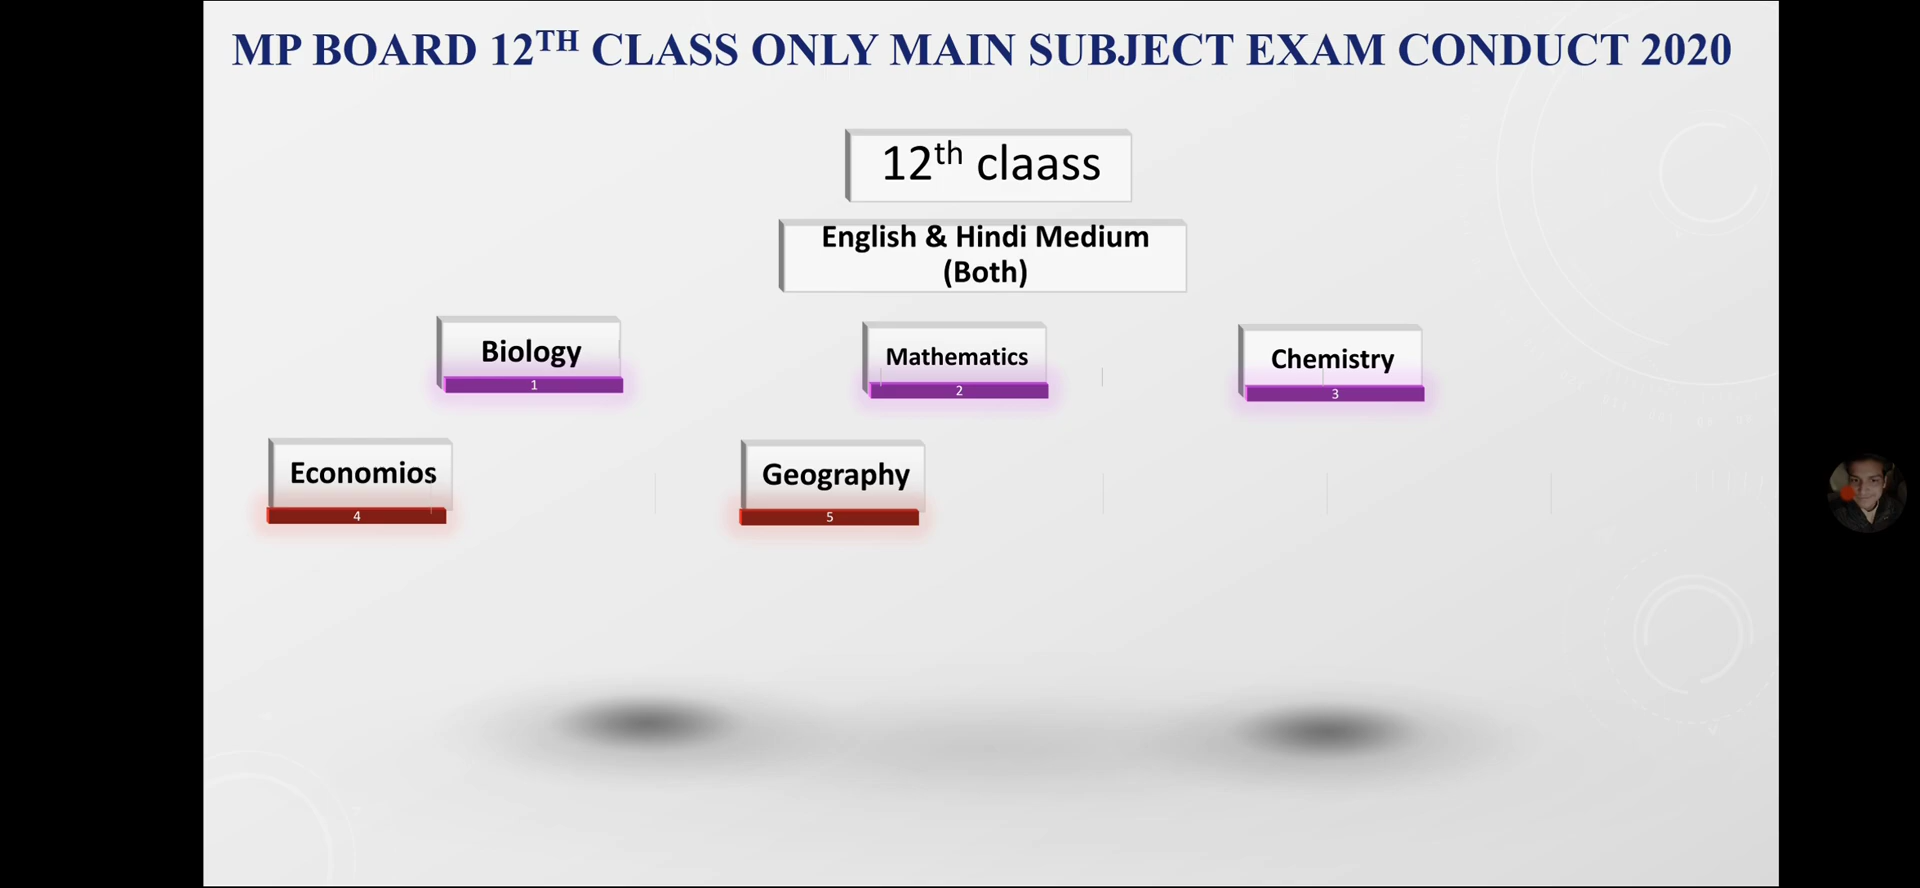 MP BOARD 12TH CLASS ONLY MAIN SUBJECT EXAM CONDUCT 2020
12th claass
English & Hindi Medium
(Both)
Biology
1
Mathematics
2
Chemistry
3
Economios
4
Geography
5